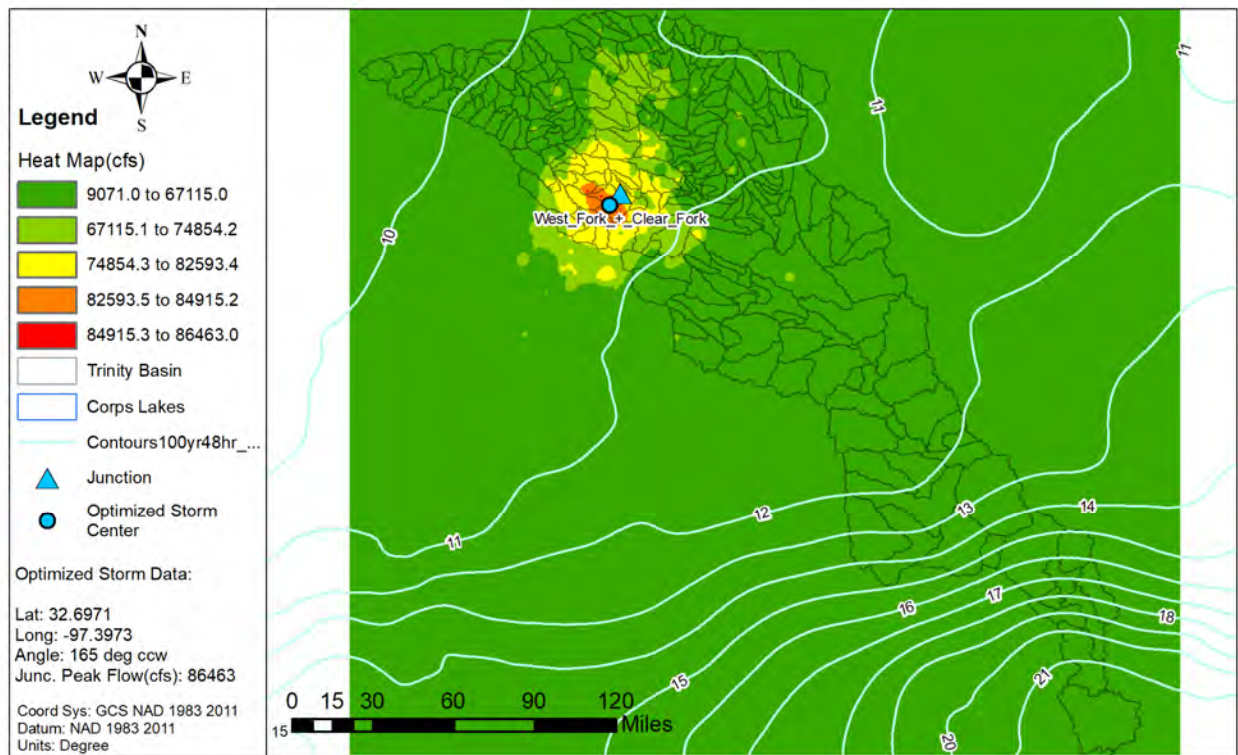 N
W E
S
Legend
Heat Map(cfs)
9071.0 to 67115.0
67115.1 to 74854.2
74854.3 to 82593.4
82593.5 to 84915.2
84915.3 to 86463.0
Trinity Basin
Corps Lakes
Contours100yr48hr_...
Junction
Optimized Storm
Center
Optimized Storm Data:
Lat: 32.6971
Long: -97.3973
Angle: 165 deg ccw
Junc. Peak Flow(cfs): 86463
Coord Sys: GCS NAD 1983 2011
Datum: NAD 1983 2011
Units: Degree
11
11
West_Fork_+_Clear_Fork
10
12
13
14
11
16
17
18
15
21
20
15
0 15 30 60 90 120
Miles